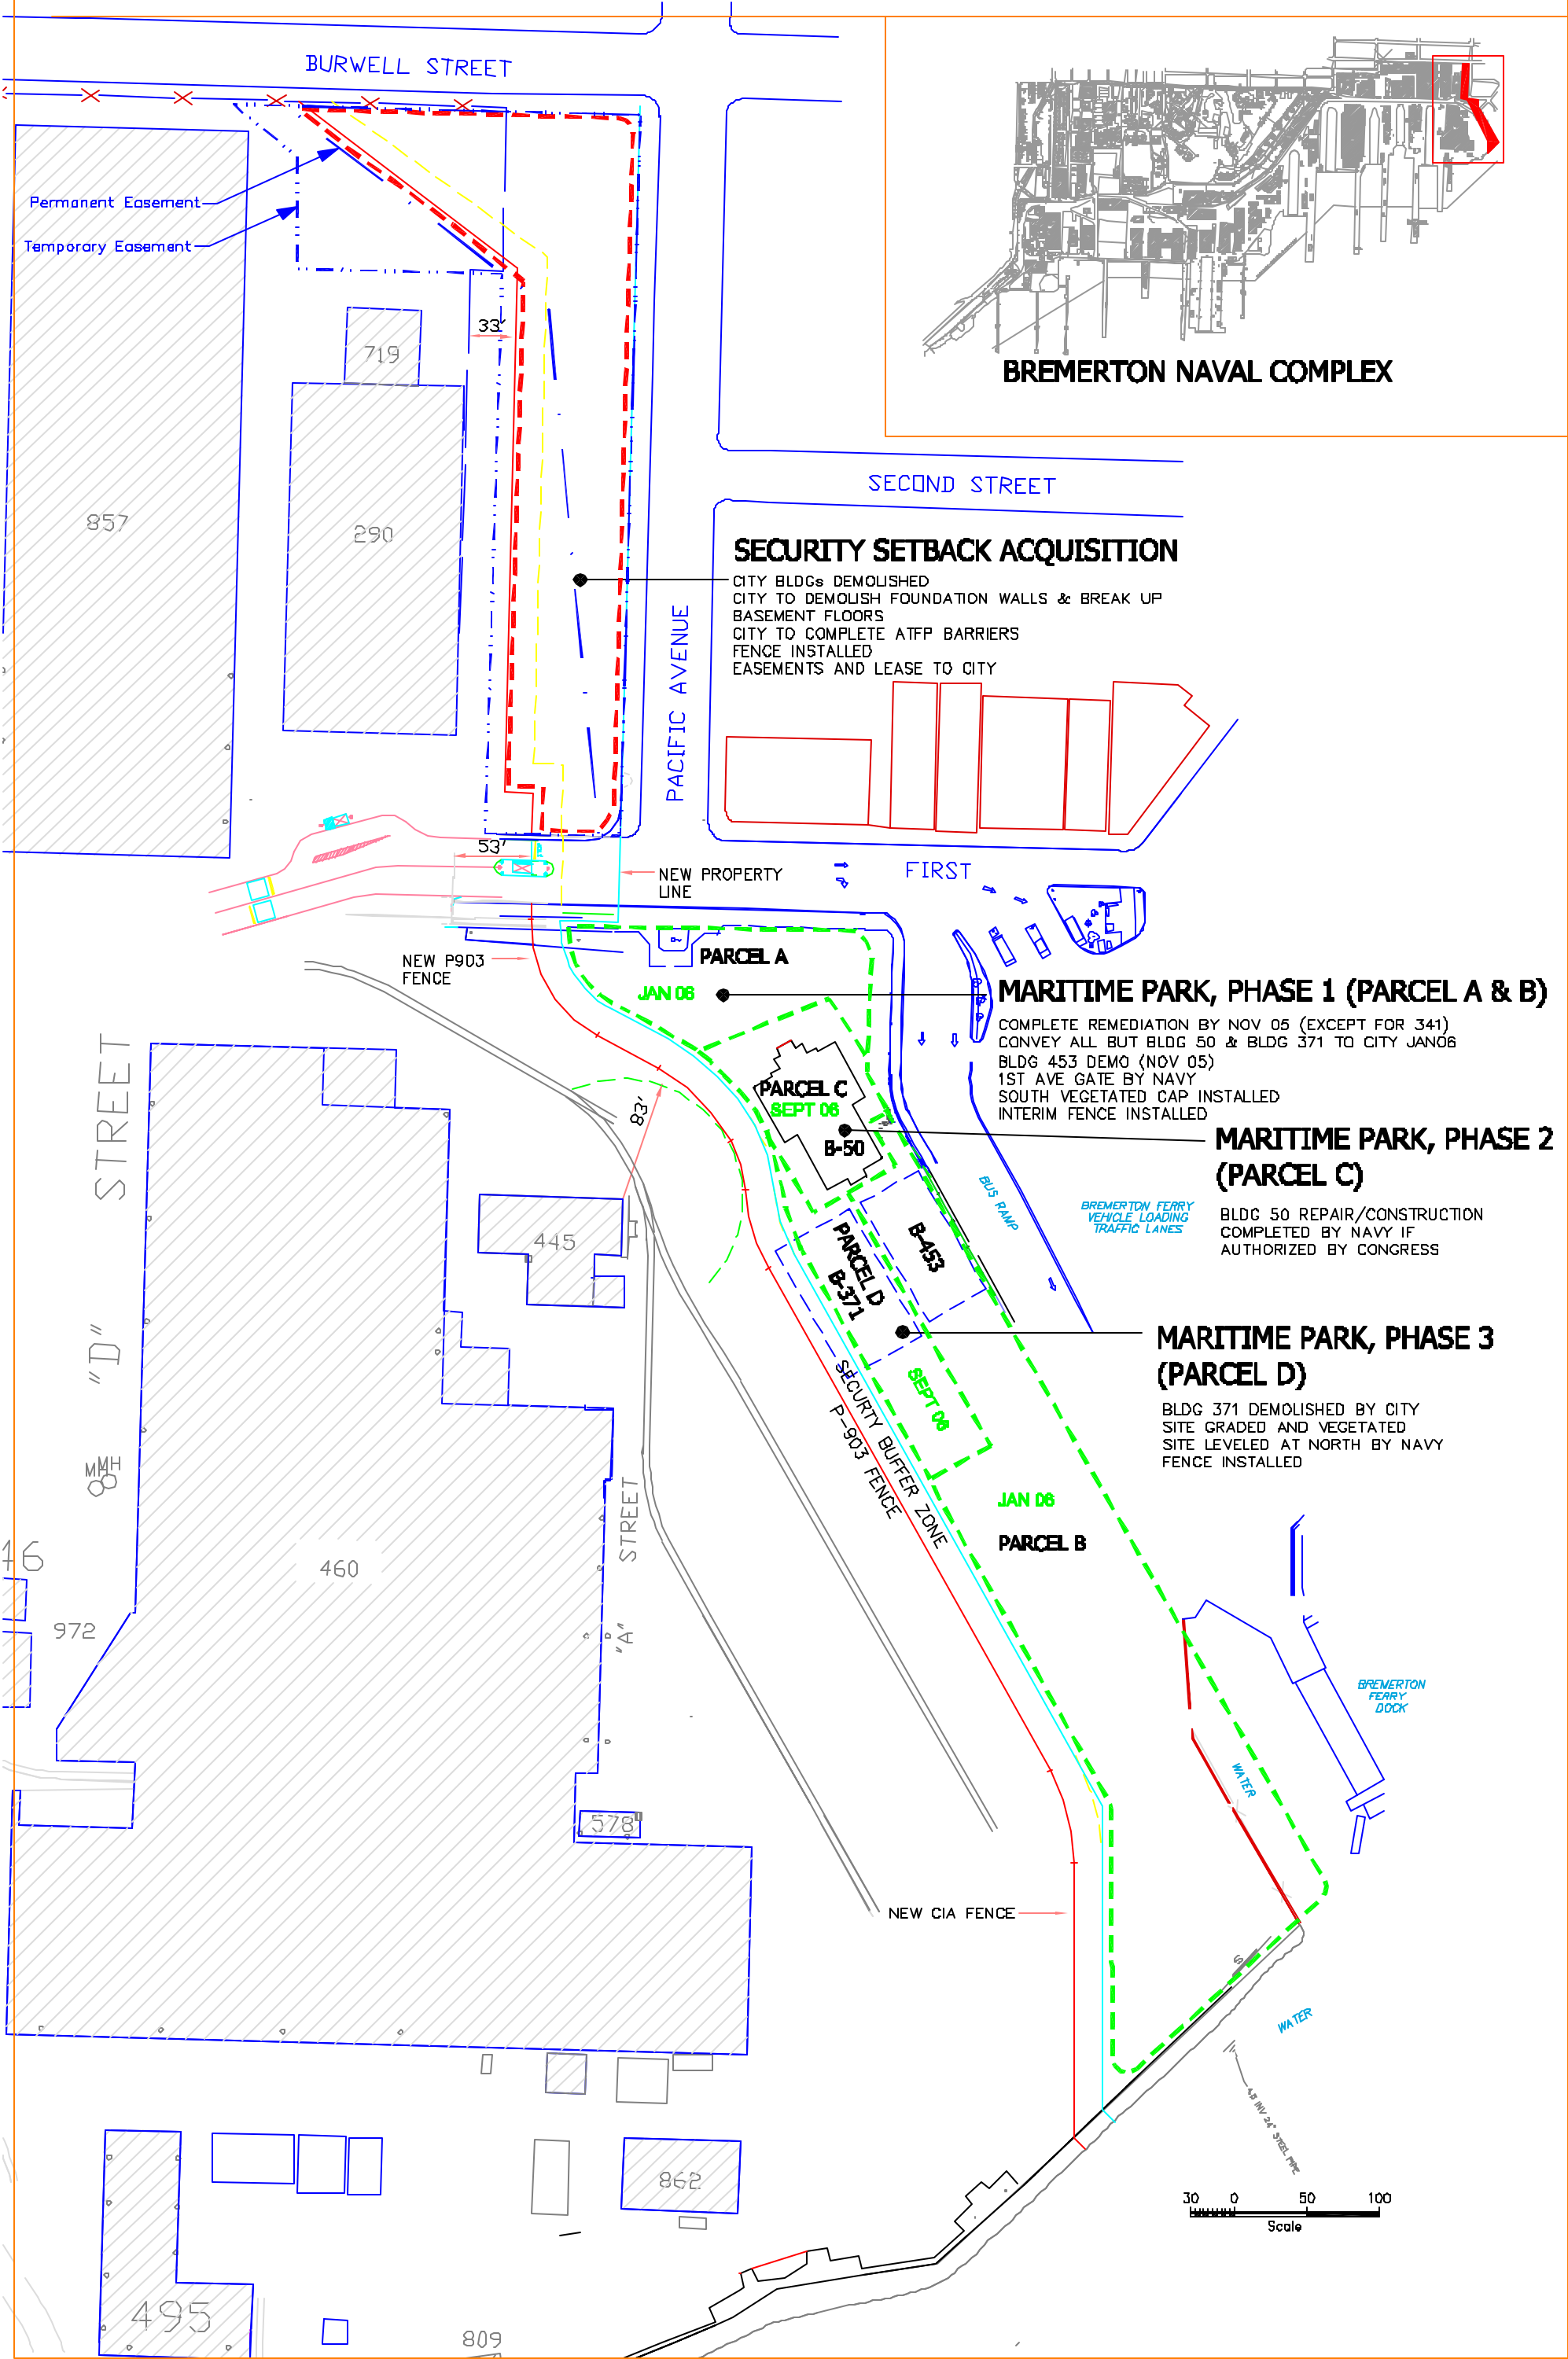 BURWELL STREET
Permanent Easement
Temporary Easement
BREMERTON NAVAL COMPLEX
33'
719
SECOND STREET
857
290
SECURITY SETBACK ACQUISITION
CITY BLDGs DEMOLISHED
CITY TO DEMOLISH FOUNDATION WALLS & BREAK UP
BASEMENT FLOORS
CITY TO COMPLETE ATFP BARRIERS
FENCE INSTALLED
EASEMENTS AND LEASE TO CITY
PACIFIC AVENUE
53'
FIRST
NEW PROPERTY
LINE
NEW P903
FENCE
PARCEL A
JAN 06
MARITIME PARK, PHASE 1 (PARCEL A & B)
COMPLETE REMEDIATION BY NOV 05 (EXCEPT FOR 341)
CONVEY ALL BUT BLDG 50 & BLDG 371 TO CITY JAN06
BLDG 453 DEMO (NOV 05)
1ST AVE GATE BY NAVY
SOUTH VEGETATED CAP INSTALLED
INTERIM FENCE INSTALLED
83'
PARCEL C
SEPT 06
B-50
MARITIME PARK, PHASE 2
(PARCEL C)
BLDG 50 REPAIR/CONSTRUCTION
COMPLETED BY NAVY IF
AUTHORIZED BY CONGRESS
BUS RAMP
BREMERTON FERRY
VEHICLE LOADING
TRAFFIC LANES
STREET
"D"
445
PARCEL D
B-371
B-453
MARITIME PARK, PHASE 3
(PARCEL D)
BLDG 371 DEMOLISHED BY CITY
SITE GRADED AND VEGETATED
SITE LEVELED AT NORTH BY NAVY
FENCE INSTALLED
SEPT 06
SECURTY BUFFER ZONE
P-903 FENCE
MH
MH
JAN 06
PARCEL B
STREET
"A"
46
460
972
BREMERTON
FERRY
DOCK
WATER
578
NEW CIA FENCE
S
WATER
4.5 INV 24" STEEL PIPE
862
30 0 50 100
Scale
495
809